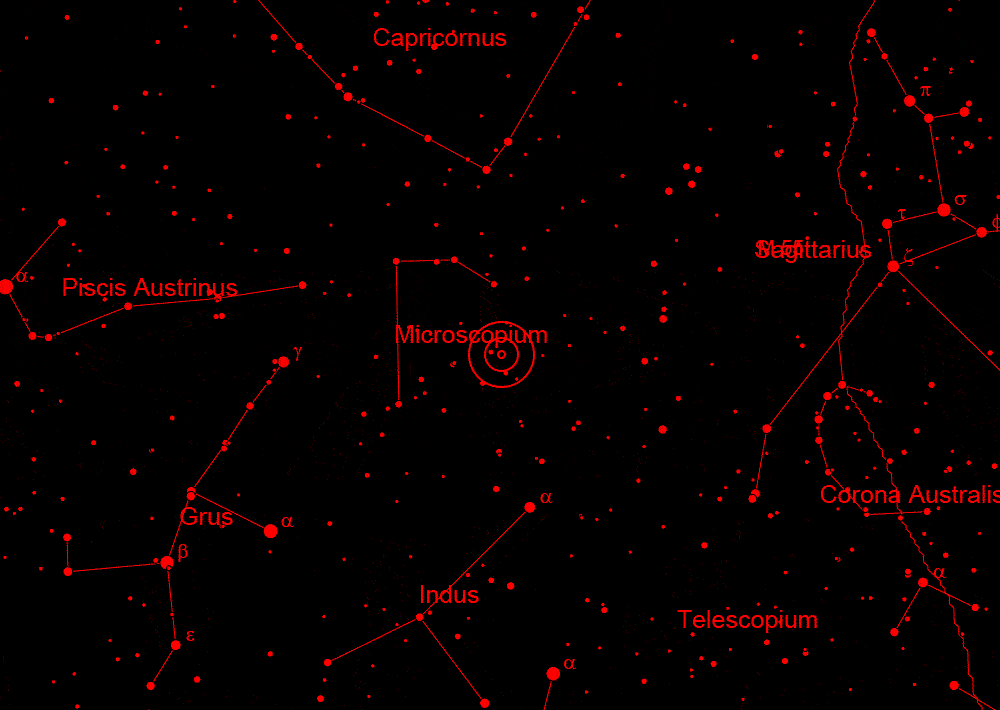 Capricornus
π
σ
τ
ϕ
Sagittarius
ζ
α
Piscis Austrinus
Microscopium
γ
Corona Australis
α
Grus
α
β
α
Indus
Telescopium
ε
α